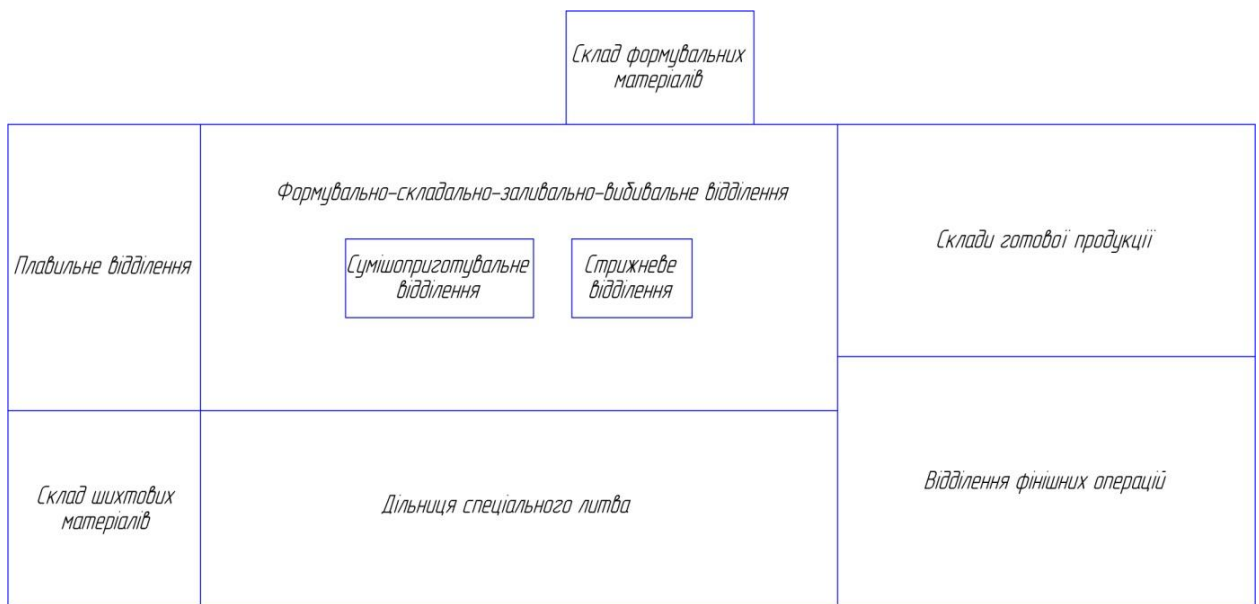 Склад формувальних
матеріалів
Формувально-складально-заливально-вибивальне відділення
Плавильне відділення
Сумішоприготувальне
відділення
Стрижневе
відділення
Склади готової продукції
Склад шихтових
матеріалів
Дільниця спеціального литва
Відділення фінішних операцій